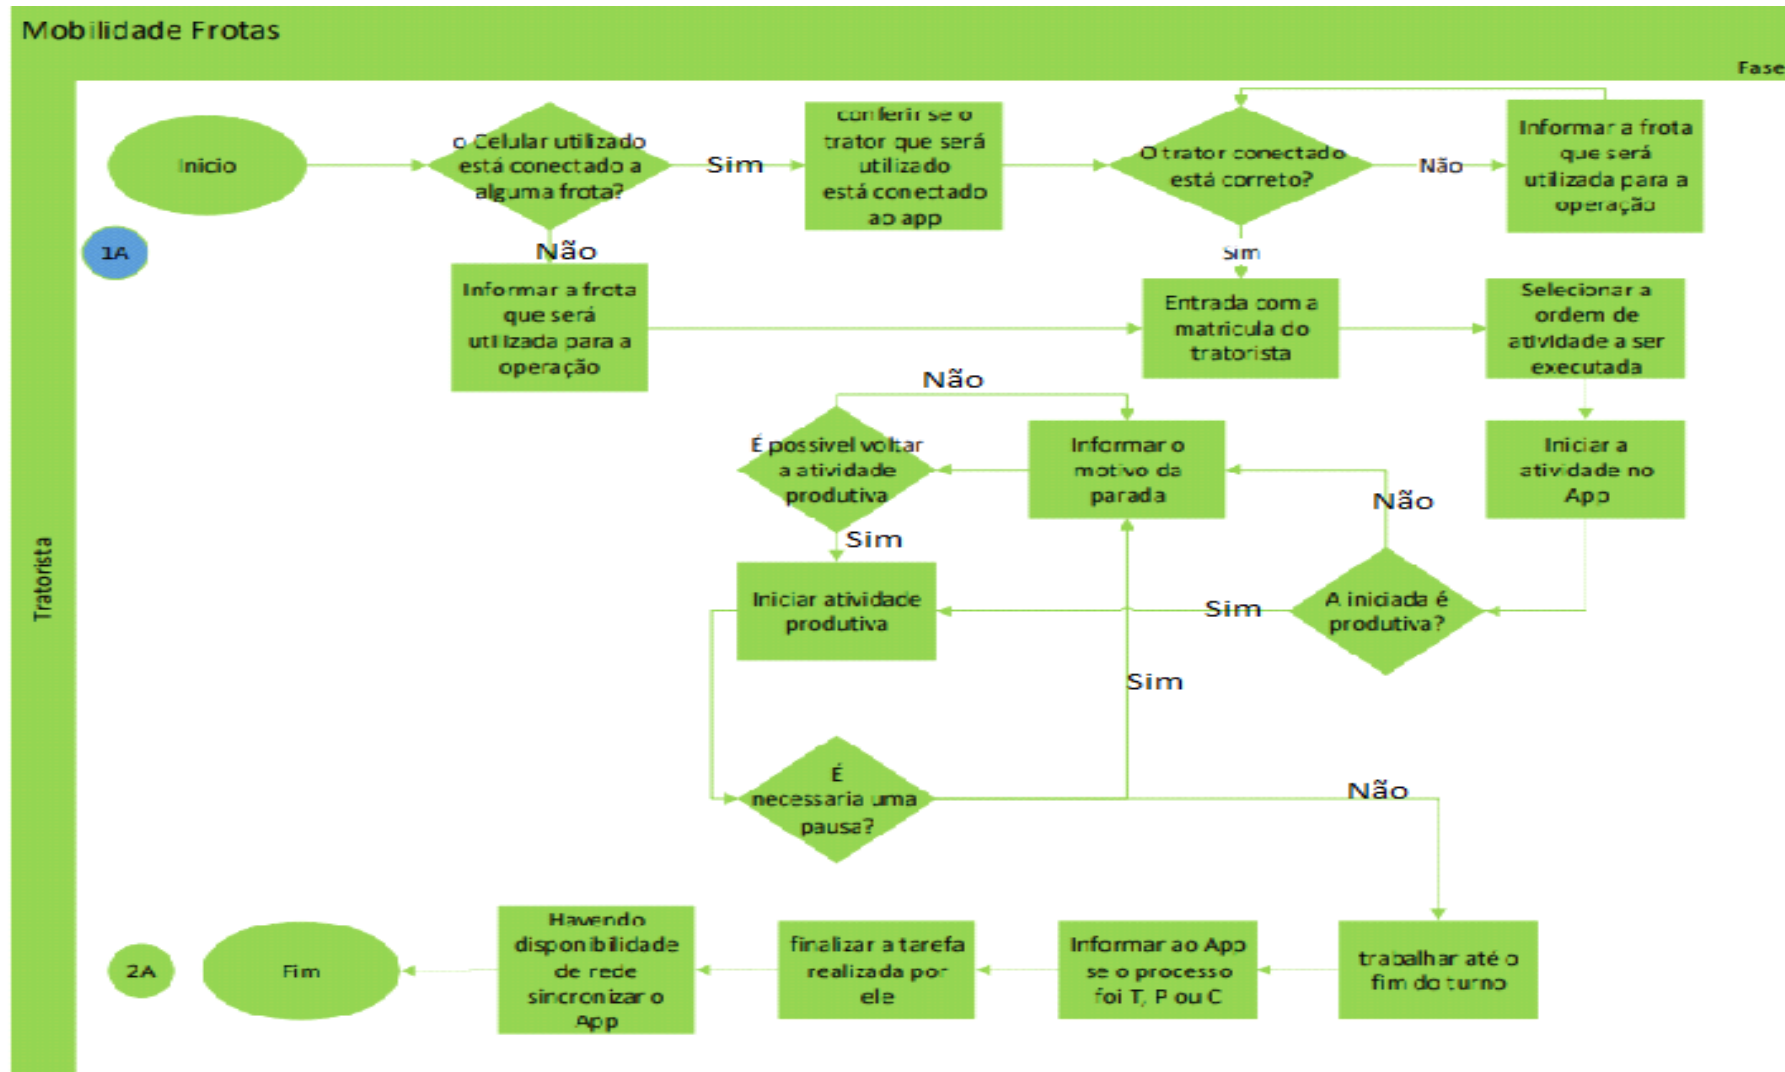 Mobilidade Frotas
Fase
Tratorista
Inicio
o Celular utilizado
está conectado a
alguma frota?
Sim
conferir se o
trator que será
utilizado
está conectado
ao app
O trator conectado
está correto?
Não
Informar a frota
que será
utilizada para a
operação
1A
Não
Sim
Informar a frota
que será
utilizada para a
operação
Entrada com a
matricula do
tratorista
Selecionar a
ordem de
atividade a ser
executada
Não
É possivel voltar
a atividade
produtiva
Informar o
motivo da
parada
Não
Iniciar a
atividade no
App
Sim
Iniciar atividade
produtiva
Sim
A iniciada é
produtiva?
Sim
É
necessaria uma
pausa?
Não
2A
Fim
Havendo
disponibilidade
de rede
sincronizar o
App
finalizar a tarefa
realizada por
ele
Informar ao App
se o processo
foi T, P ou C
trabalhar até o
fim do turno